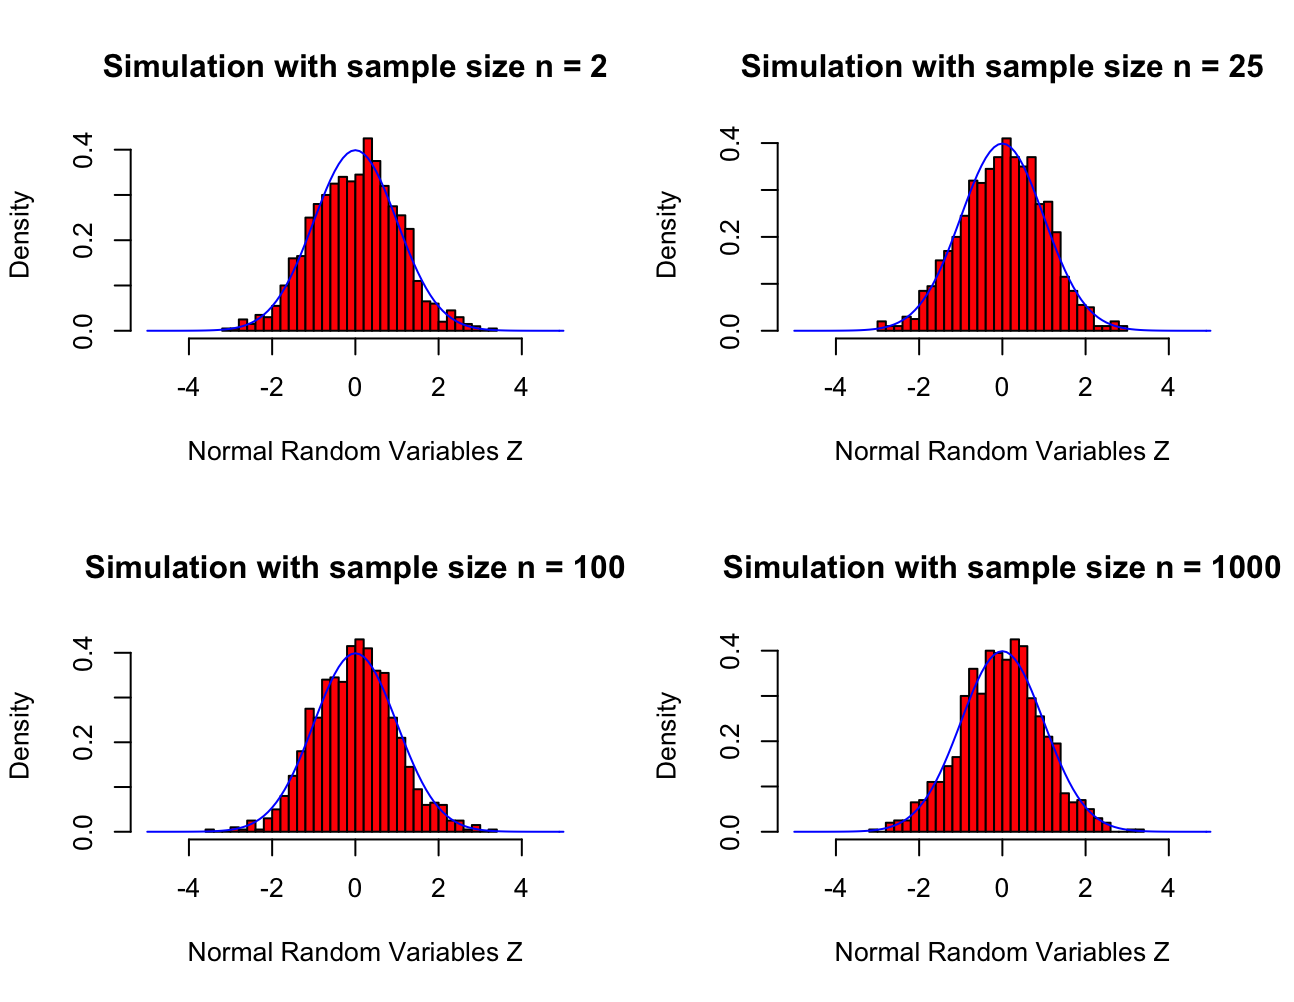 Simulation with sample size n = 2
Density
0.0 0.2 0.4
-4 -2 0 2 4
Normal Random Variables Z
Simulation with sample size n = 25
Density
0.0 0.2 0.4
-4 -2 0 2 4
Normal Random Variables Z
Simulation with sample size n = 100
Density
0.0 0.2 0.4
-4 -2 0 2 4
Normal Random Variables Z
Simulation with sample size n = 1000
Density
0.0 0.2 0.4
-4 -2 0 2 4
Normal Random Variables Z